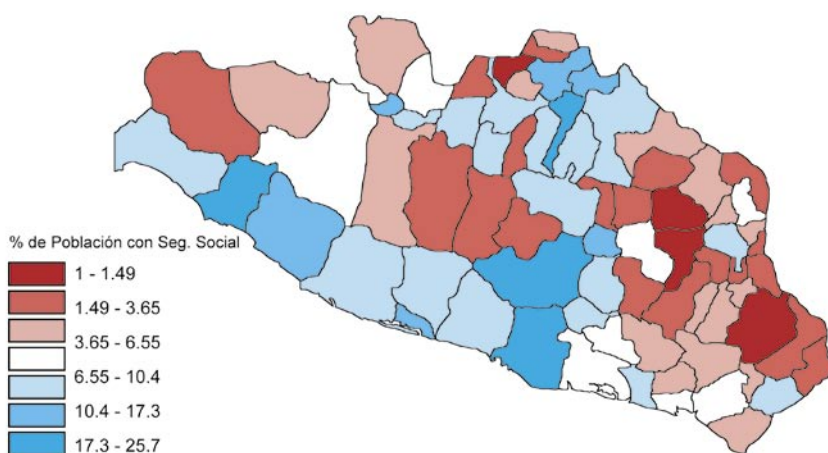 % de Población con Seg. Social
1 - 1.49
1.49 - 3.65
3.65 - 6.55
6.55 - 10.4
10.4 - 17.3
17.3 - 25.7